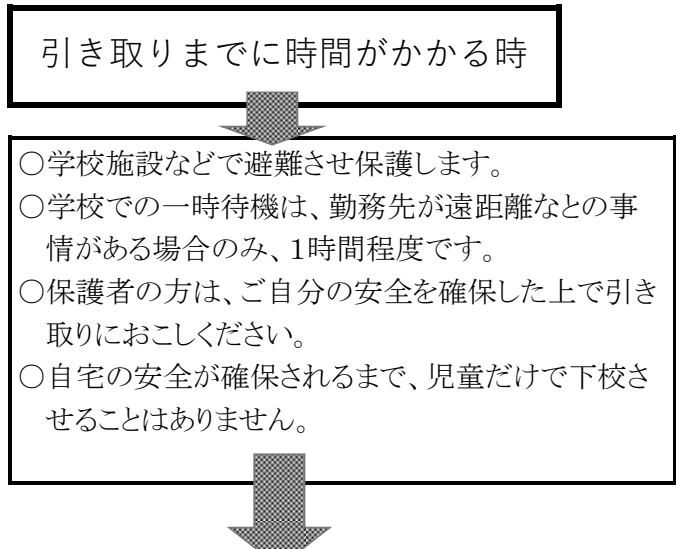 引き取りまでに時間がかかる時
○学校施設などで避難させ保護します。
○学校での一時待機は、勤務先が遠距離なとの事
情がある場合のみ、1時間程度です。
○保護者の方は、ご自分の安全を確保した上で引き
取りにおこしください。
○自宅の安全が確保されるまで、児童だけで下校さ
せることはありません。